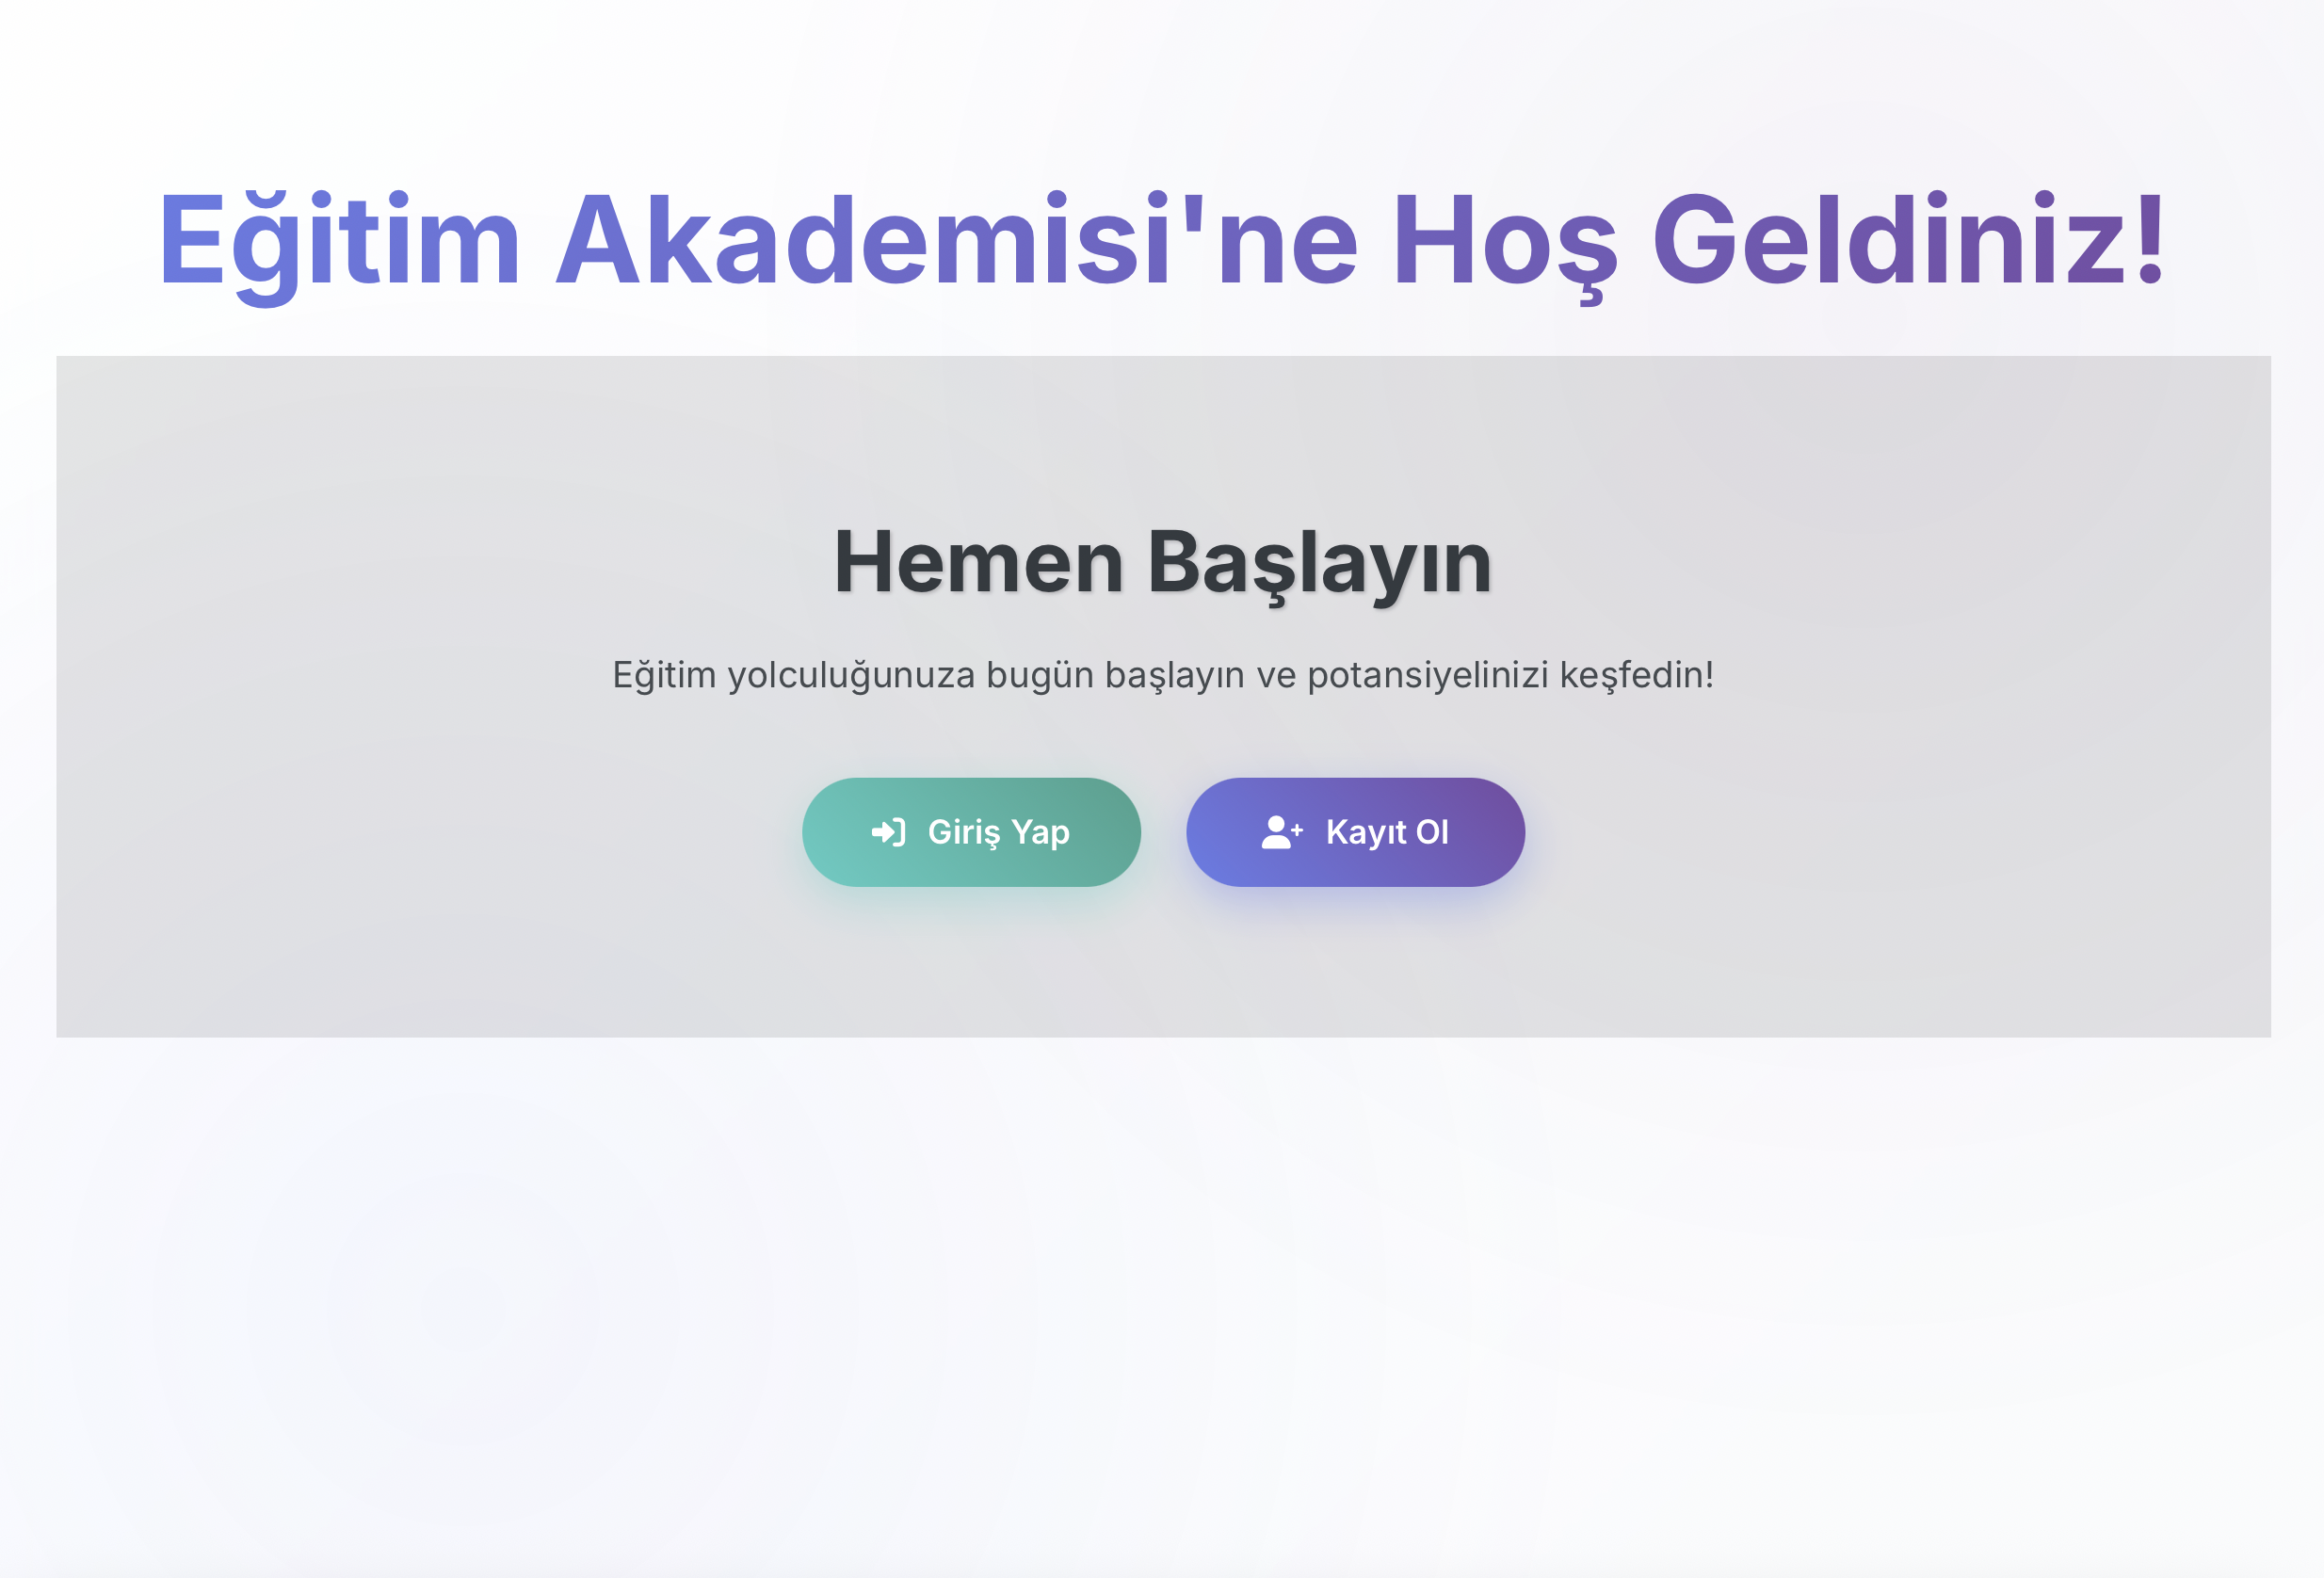 Eğitim Akademisi'ne Hoş Geldiniz!
Hemen Başlayın
Eğitim yolculuğunuza bugün başlayın ve potansiyelinizi keşfedin!
Giriş Yap
Kayıt Ol